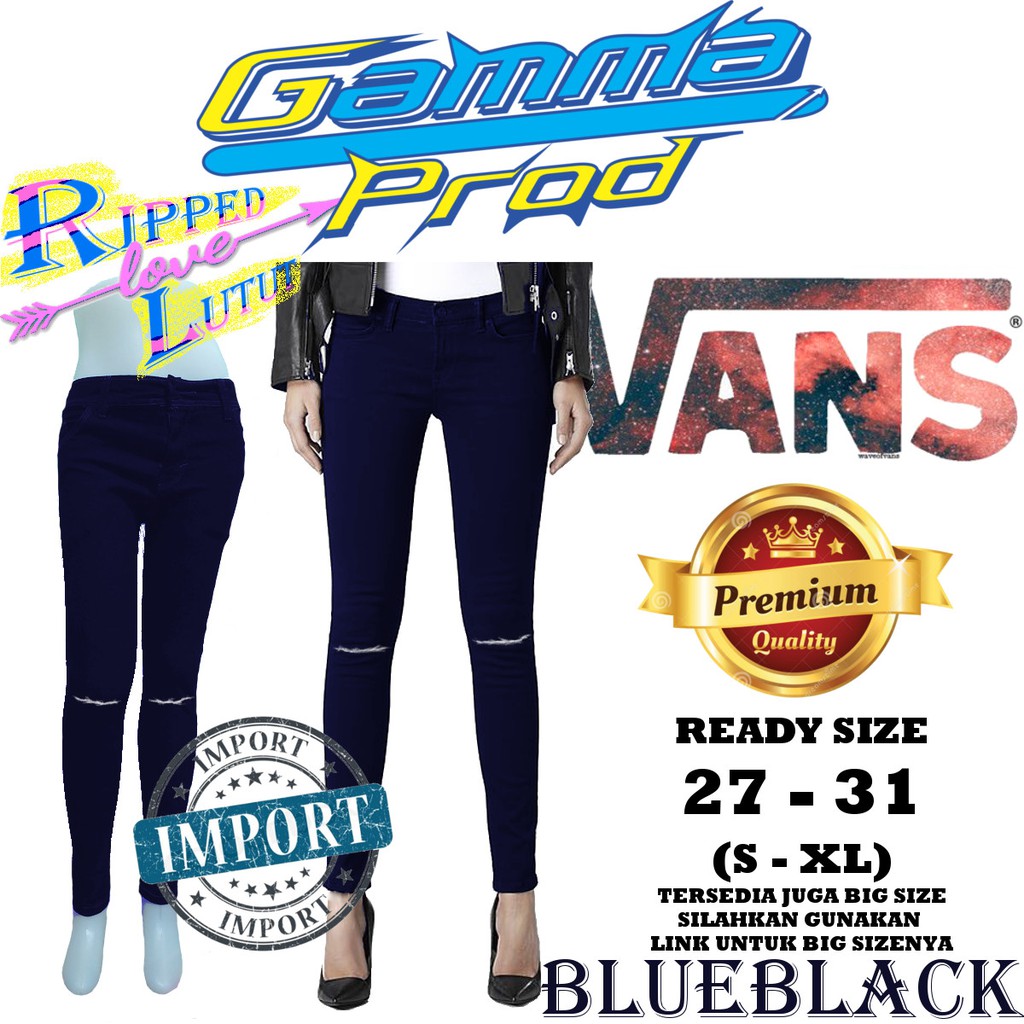 Gamma
Prod
RIPPED
love
LUTUT
VANS®
waveofvans
Premium
Quality
IMPORT
IMPORT
IMPORT
READY SIZE
27 - 31
(S - XL)
TERSEDIA JUGA BIG SIZE
SILAHKAN GUNAKAN
LINK UNTUK BIG SIZENYA
BLUEBLACK